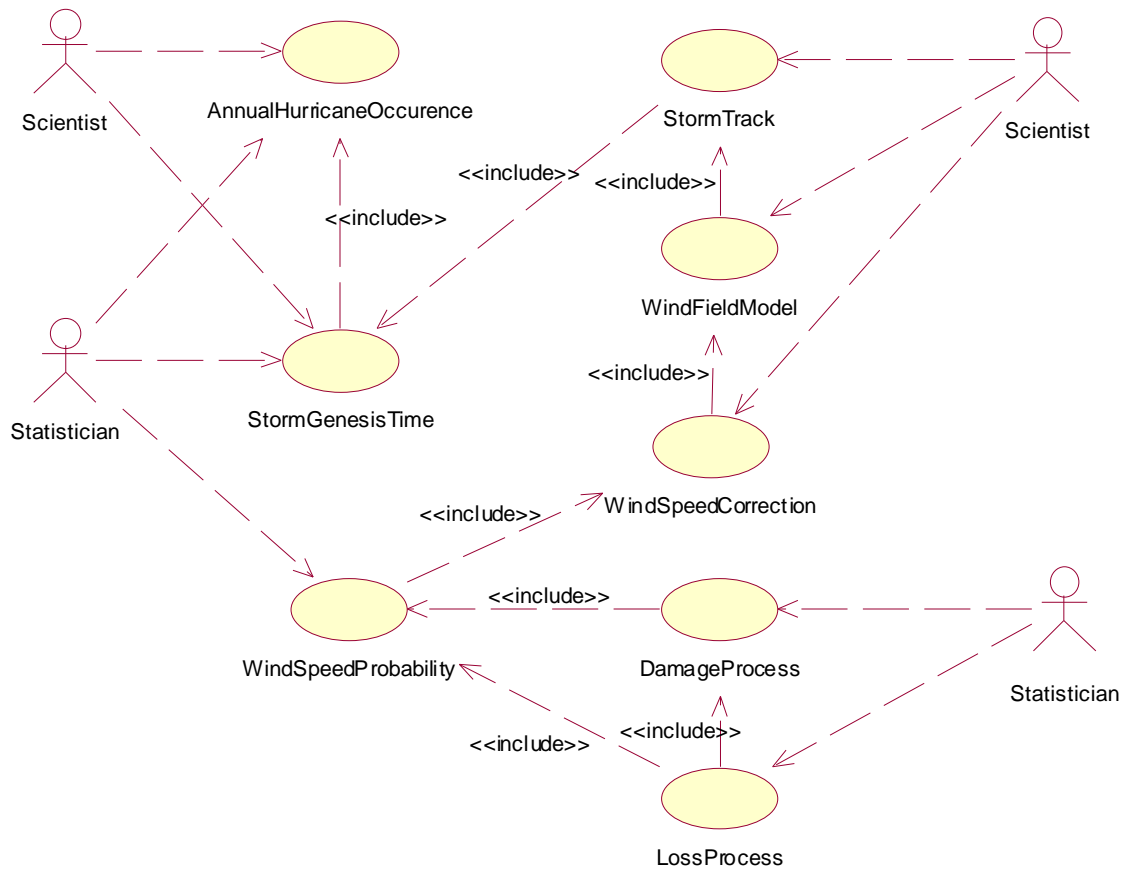 Scientist
AnnualHurricaneOccurence
StormTrack
Scientist
<<include>>
<<include>>
<<include>>
WindFieldModel
<<include>>
Statistician
StormGenesisTime
WindSpeedCorrection
<<include>>
<<include>>
WindSpeedProbability
DamageProcess
Statistician
<<include>>
<<include>>
LossProcess